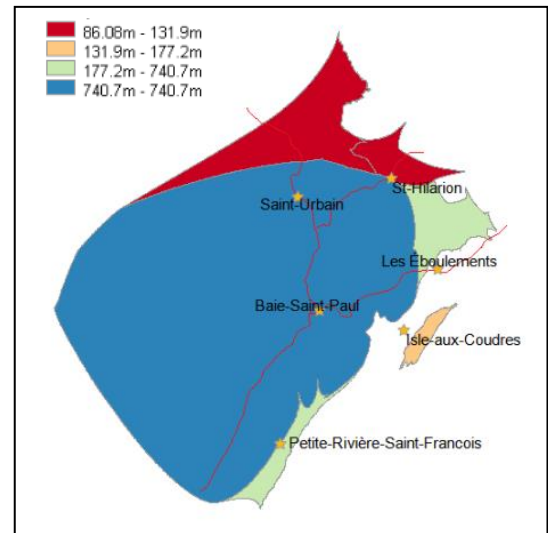 86.08m - 131.9m
131.9m - 177.2m
177.2m - 740.7m
740.7m - 740.7m
St-Hilarion
Saint-Urbain
Les Éboulements
Baie-Saint-Paul
Isle-aux-Coudres
Petite-Rivière-Saint-Francois